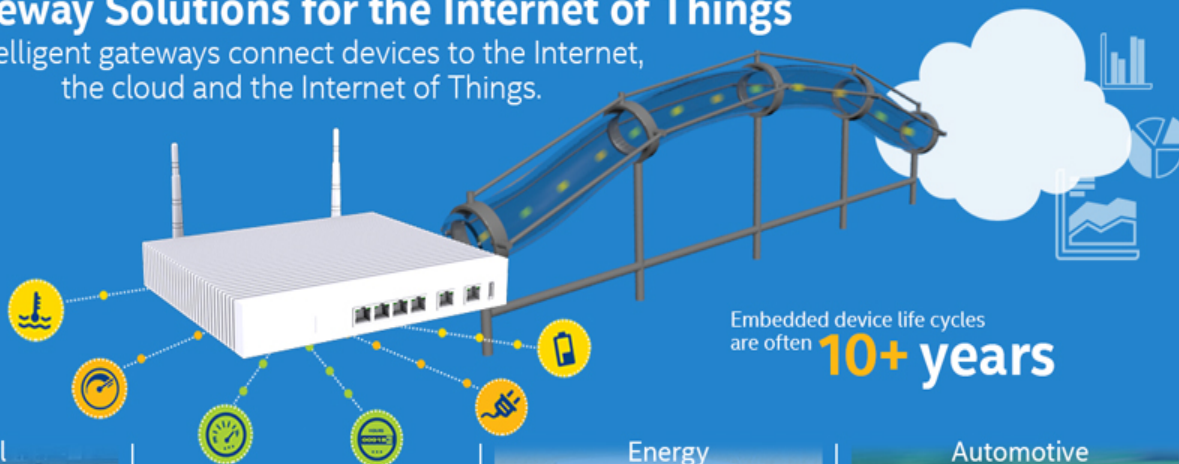 eway Solutions for the Internet of Things
elligent gateways connect devices to the Internet,
the cloud and the Internet of Things.
Embedded device life cycles
are often 10+ years
l
Energy
Automotive